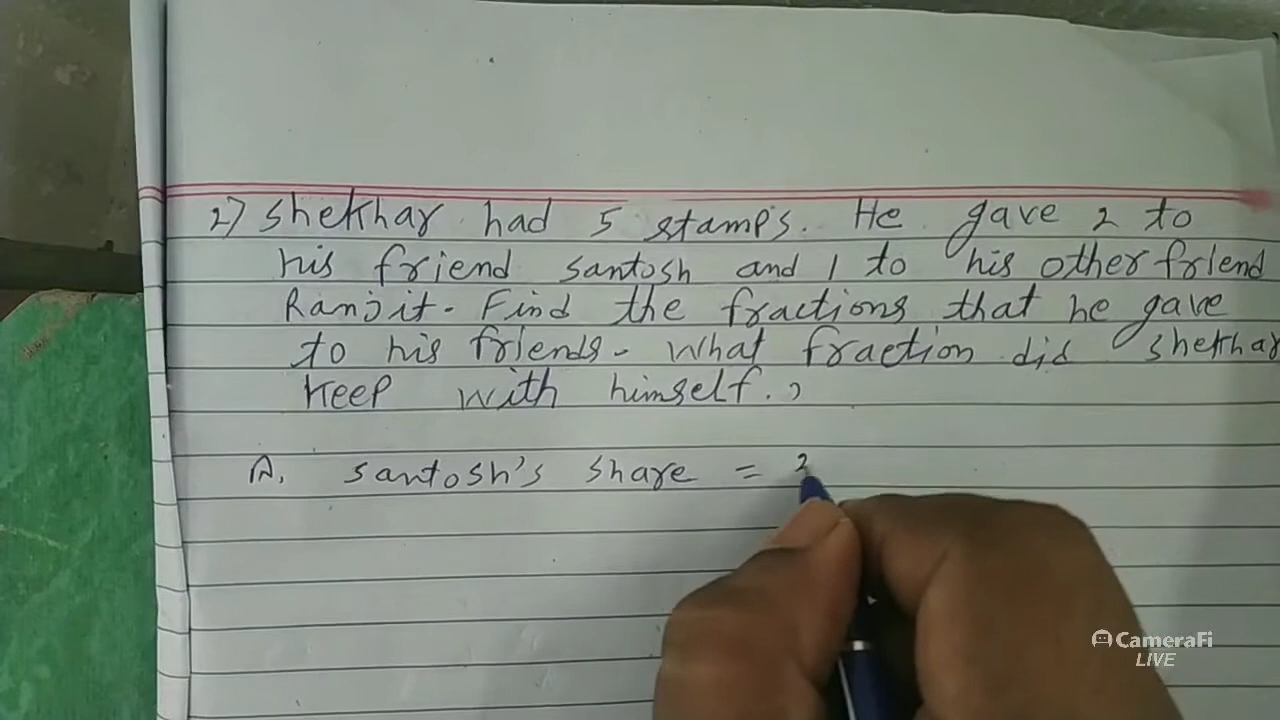 2) Shekhar had 5 stamps. He gave 2 to
his friend Santosh and 1 to his other friend
Ranjit. Find the fractions that he gave
to his friends. What fraction did Shekhar
keep with himself.?
A. Santosh's share = 2
CameraFi
LIVE